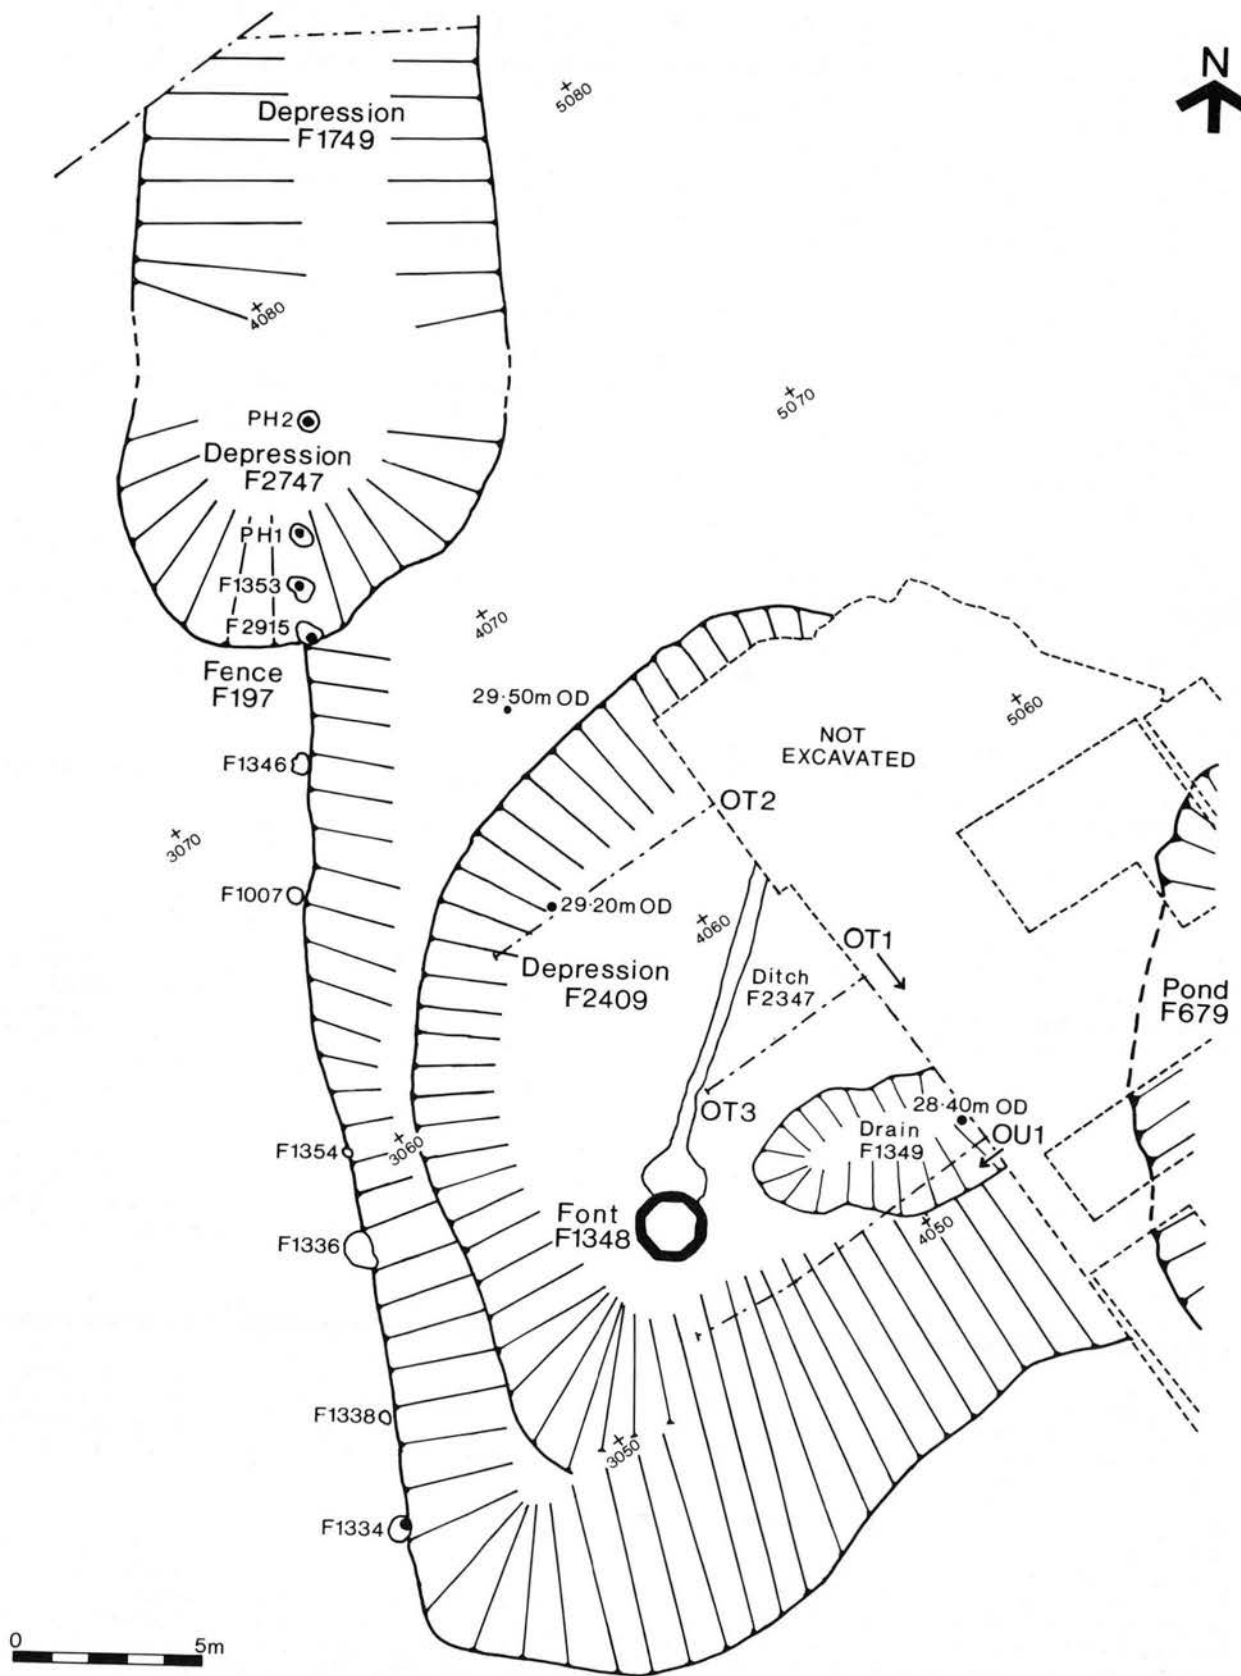 N
5080
Depression
F1749
4080
5070
PH2
Depression
F2747
PH1
F1353
F2915
4070
Fence
F197
29·50m OD
5060
NOT
EXCAVATED
F1346
OT2
3070
F1007
29·20m OD
4060
OT1
Depression
F2409
Ditch
F2347
Pond
F679
OT3
28·40m OD
Drain
F1349
OU1
F1354
3060
Font
F1348
4050
F1336
F1338
3050
F1334
0
5m